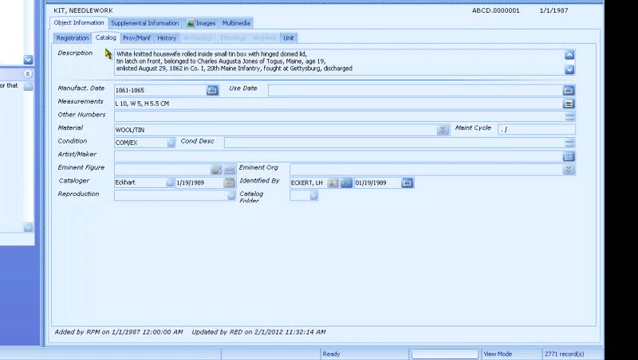 KIT, NEEDLEWORK ABCD.0000001 1/1/1987
Object Information Supplemental Information Images Multimedia
Registration Catalog Prov/Manf History Archaeology Ethnology Archives Unit
or that
Description White knitted housewife rolled inside small tin box with hinged domed lid,
tin latch on front, belonged to Charles Augusta Jones of Togus, Maine, age 19,
enlisted August 29, 1862 in Co. I, 20th Maine Infantry, fought at Gettysburg, discharged
Manufact. Date 1861-1865 Use Date
Measurements L 10, W 5, H 5.5 CM
Other Numbers
Material WOOL/TIN Maint Cycle . /
Condition COM/EX Cond Desc
Artist/Maker
Eminent Figure Eminent Org
Cataloger Eckhart 1/19/1989 Identified By ECKERT, LH 01/19/1989
Reproduction Catalog
Folder
Added by RPM on 1/1/1987 12:00:00 AM Updated by RED on 2/1/2012 11:32:14 AM
Ready View Mode 2771 record(s)